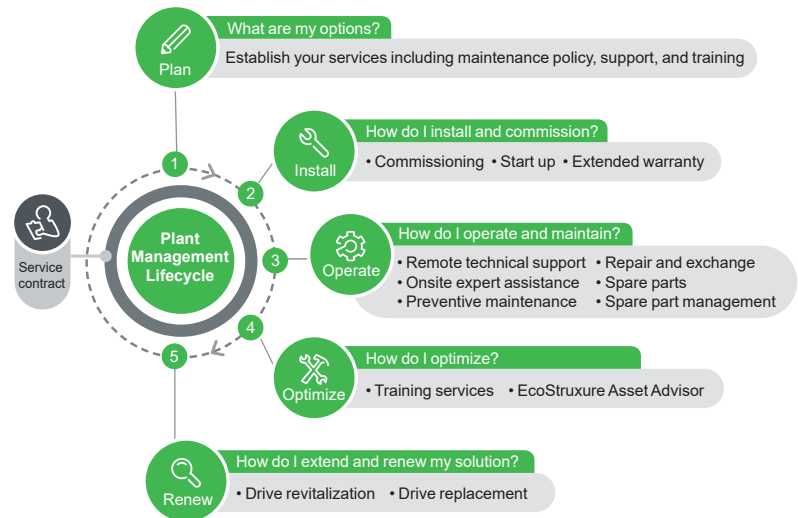 What are my options?
Plan
Establish your services including maintenance policy, support, and training
1
How do I install and commission?
Install
• Commissioning • Start up • Extended warranty
2
Service
contract
Plant
Management
Lifecycle
3
How do I operate and maintain?
Operate
• Remote technical support • Repair and exchange
• Onsite expert assistance • Spare parts
• Preventive maintenance • Spare part management
4
How do I optimize?
Optimize
• Training services • EcoStruxure Asset Advisor
5
How do I extend and renew my solution?
Renew
• Drive revitalization • Drive replacement